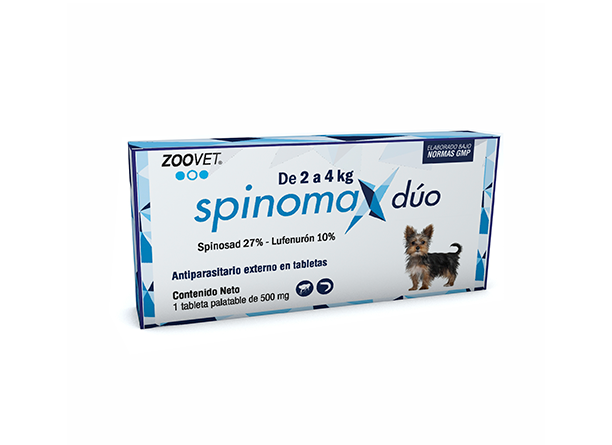 ZOOVET®
ELABORADO BAJO
NORMAS GMP
De 2 a 4 kg
spinomaX dúo
Spinosad 27% - Lufenurón 10%
Antiparasitario externo en tabletas
Contenido Neto
1 tableta palatable de 500 mg